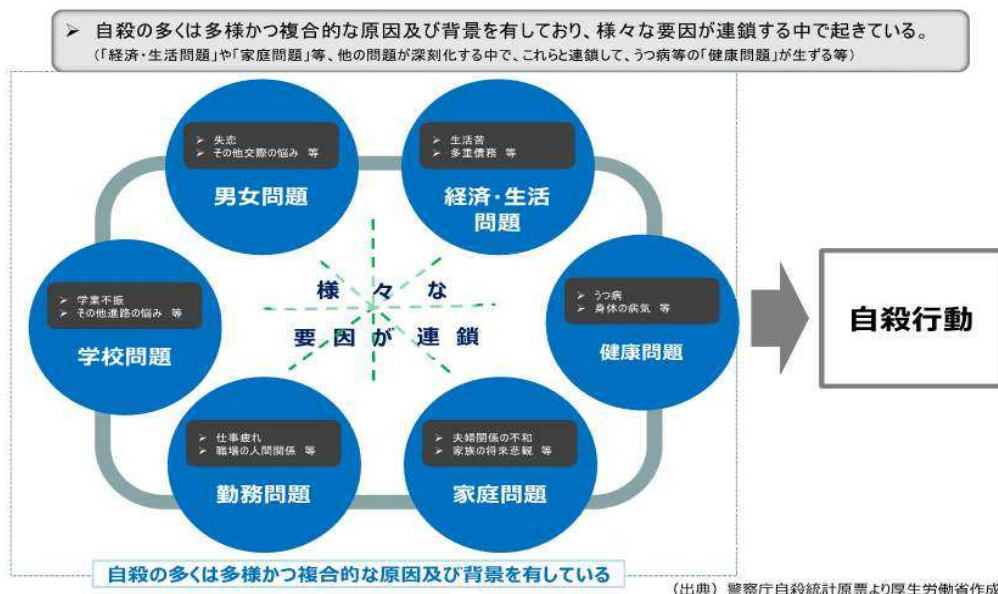 ➢ 自殺の多くは多様かつ複合的な原因及び背景を有しており、様々な要因が連鎖する中で起きている。
(「経済・生活問題」や「家庭問題」等、他の問題が深刻化する中で、これらと連鎖して、うつ病等の「健康問題」が生ずる等)
➢ 失恋
➢ その他交際の悩み 等
男女問題
➢ 生活苦
➢ 多重債務 等
経済・生活
問題
➢ 学業不振
➢ その他進路の悩み 等
学校問題
様々な
要因が連鎖
➢ うつ病
➢ 身体の病気 等
健康問題
自殺行動
➢ 仕事疲れ
➢ 職場の人間関係 等
勤務問題
➢ 夫婦関係の不和
➢ 家族の将来悲観 等
家庭問題
自殺の多くは多様かつ複合的な原因及び背景を有している
(出典) 警察庁自殺統計原票より厚生労働省作成